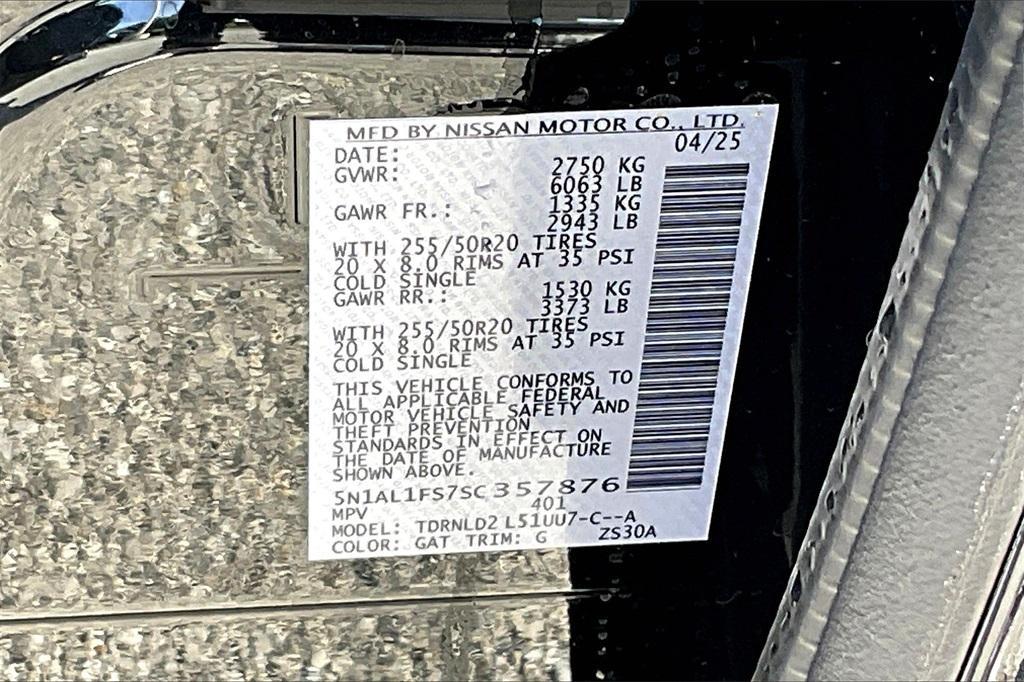 MFD BY NISSAN MOTOR CO., LTD.
DATE: 04/25
GVWR: 2750 KG
6063 LB
GAWR FR.: 1335 KG
2943 LB
WITH 255/50R20 TIRES
20 X 8.0 RIMS AT 35 PSI
COLD SINGLE
GAWR RR.: 1530 KG
3373 LB
WITH 255/50R20 TIRES
20 X 8.0 RIMS AT 35 PSI
COLD SINGLE
THIS VEHICLE CONFORMS TO
ALL APPLICABLE FEDERAL
MOTOR VEHICLE SAFETY AND
THEFT PREVENTION
STANDARDS IN EFFECT ON
THE DATE OF MANUFACTURE
SHOWN ABOVE.
5N1AL1FS7SC357876
MPV 401
MODEL: TDRNLD2 L51UU7-C--A
COLOR: GAT TRIM: G ZS30A